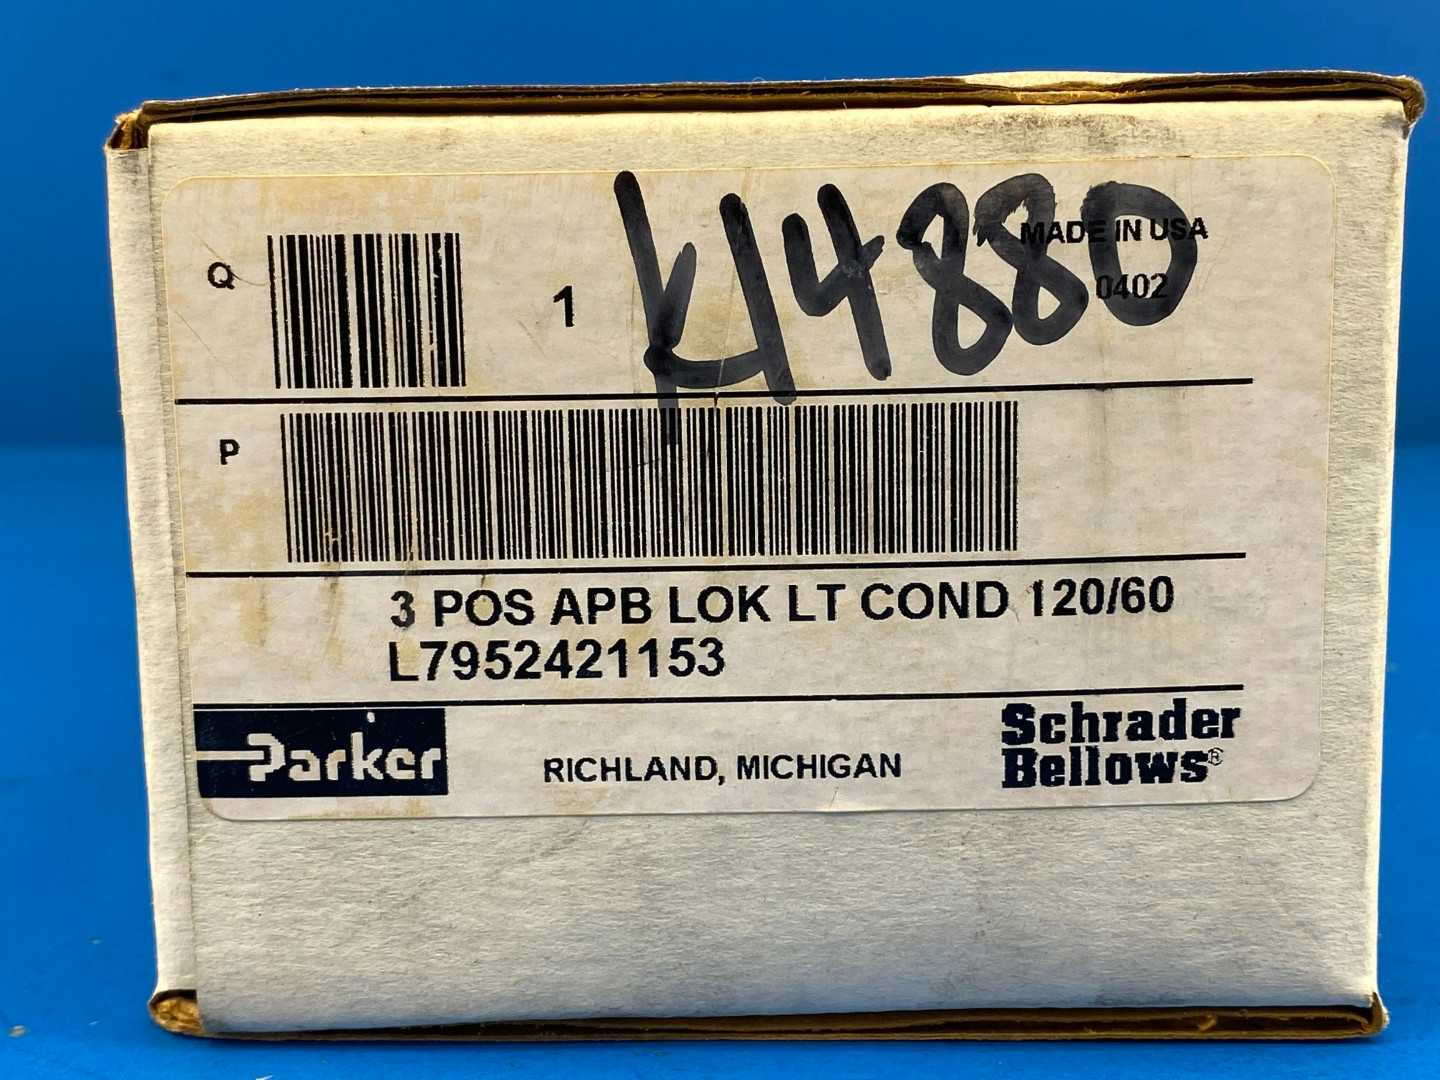 K14880
MADE IN USA
Q 1 0402
P
3 POS APB LOK LT COND 120/60
L7952421153
Parker RICHLAND, MICHIGAN Schrader Bellows®